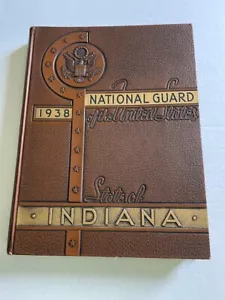 NATIONAL GUARD
1938
of the United States
State of
INDIANA